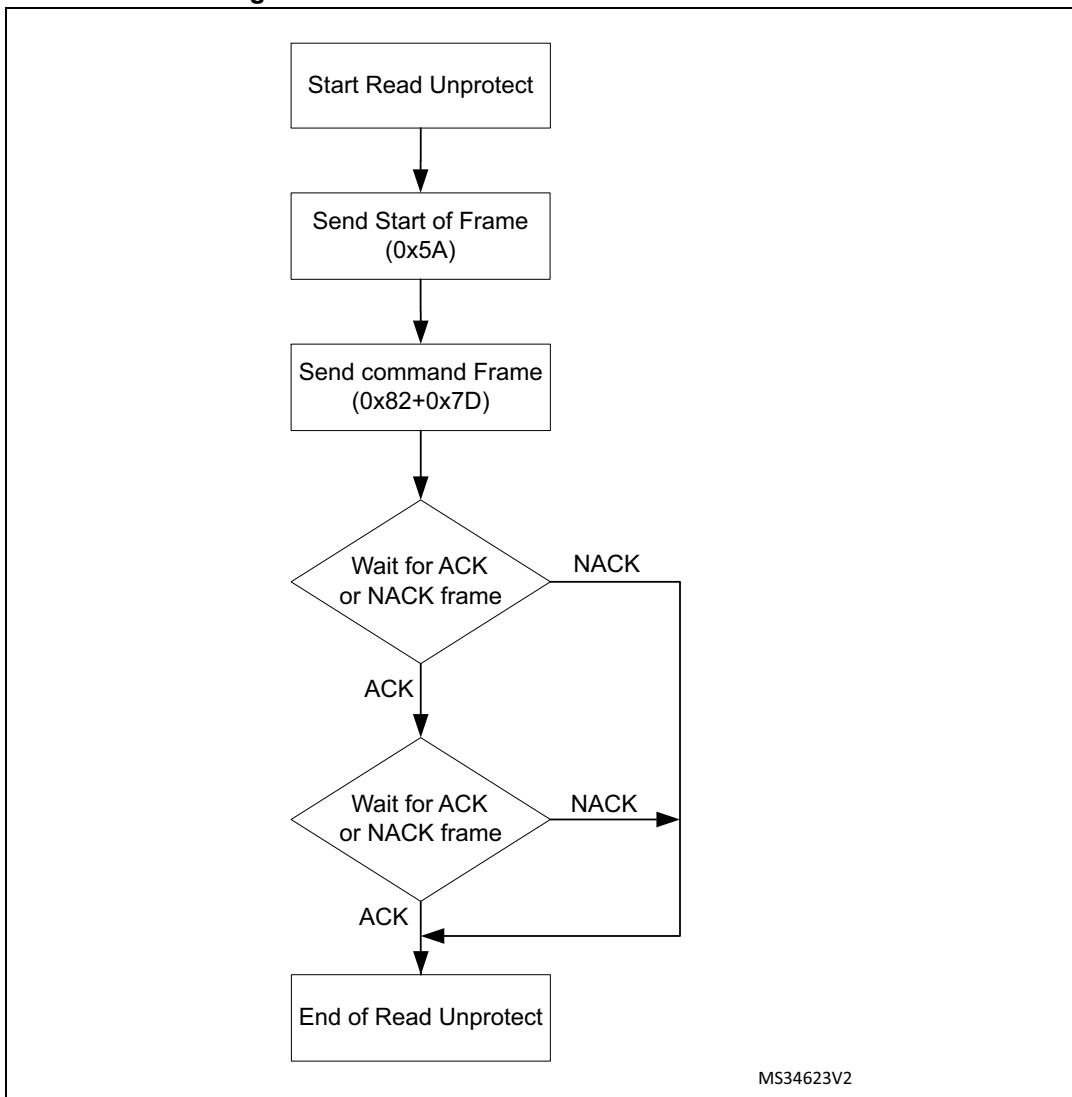 Start Read Unprotect
Send Start of Frame
(0x5A)
Send command Frame
(0x82+0x7D)
Wait for ACK
or NACK frame
NACK
ACK
Wait for ACK
or NACK frame
NACK
ACK
End of Read Unprotect
MS34623V2